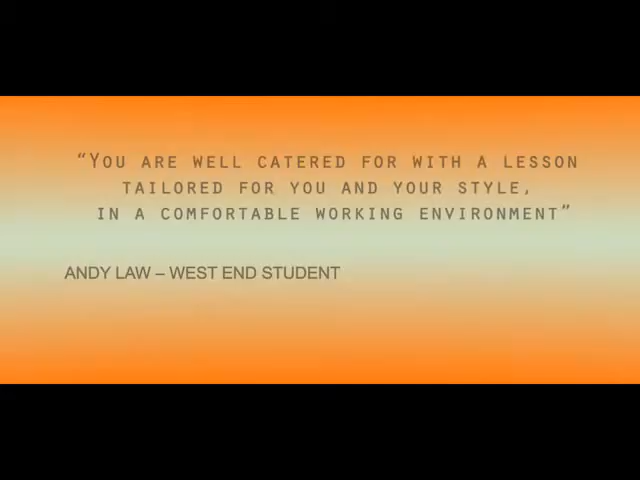 “You are well catered for with a lesson
tailored for you and your style,
in a comfortable working environment”
ANDY LAW – WEST END STUDENT